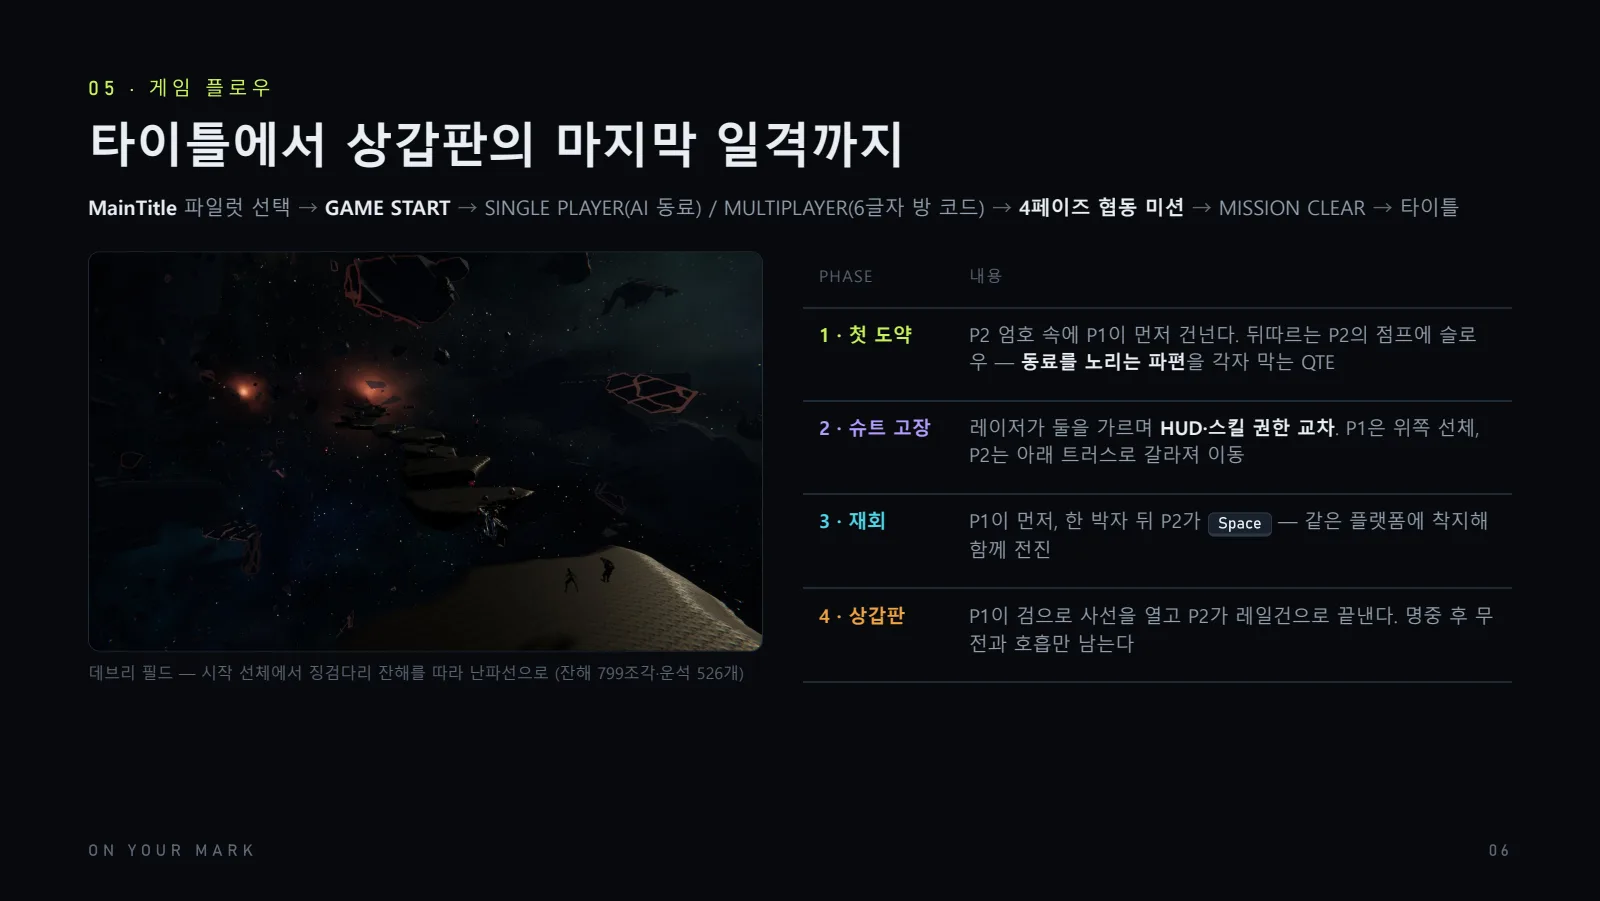 05 · 게임 플로우
타이틀에서 상갑판의 마지막 일격까지
MainTitle 파일럿 선택 → GAME START → SINGLE PLAYER(AI 동료) / MULTIPLAYER(6글자 방 코드) → 4페이즈 협동 미션 → MISSION CLEAR → 타이틀
PHASE 내용
1 · 첫 도약 P2 엄호 속에 P1이 먼저 건넌다. 뒤따르는 P2의 점프에 슬로
우 — 동료를 노리는 파편을 각자 막는 QTE
2 · 슈트 고장 레이저가 둘을 가르며 HUD·스킬 권한 교차. P1은 위쪽 선체,
P2는 아래 트러스로 갈라져 이동
3 · 재회 P1이 먼저, 한 박자 뒤 P2가 Space — 같은 플랫폼에 착지해
함께 전진
4 · 상갑판 P1이 검으로 사선을 열고 P2가 레일건으로 끝낸다. 명중 후 무
전과 호흡만 남는다
데브리 필드 — 시작 선체에서 징검다리 잔해를 따라 난파선으로 (잔해 799조각·운석 526개)
ON YOUR MARK
06